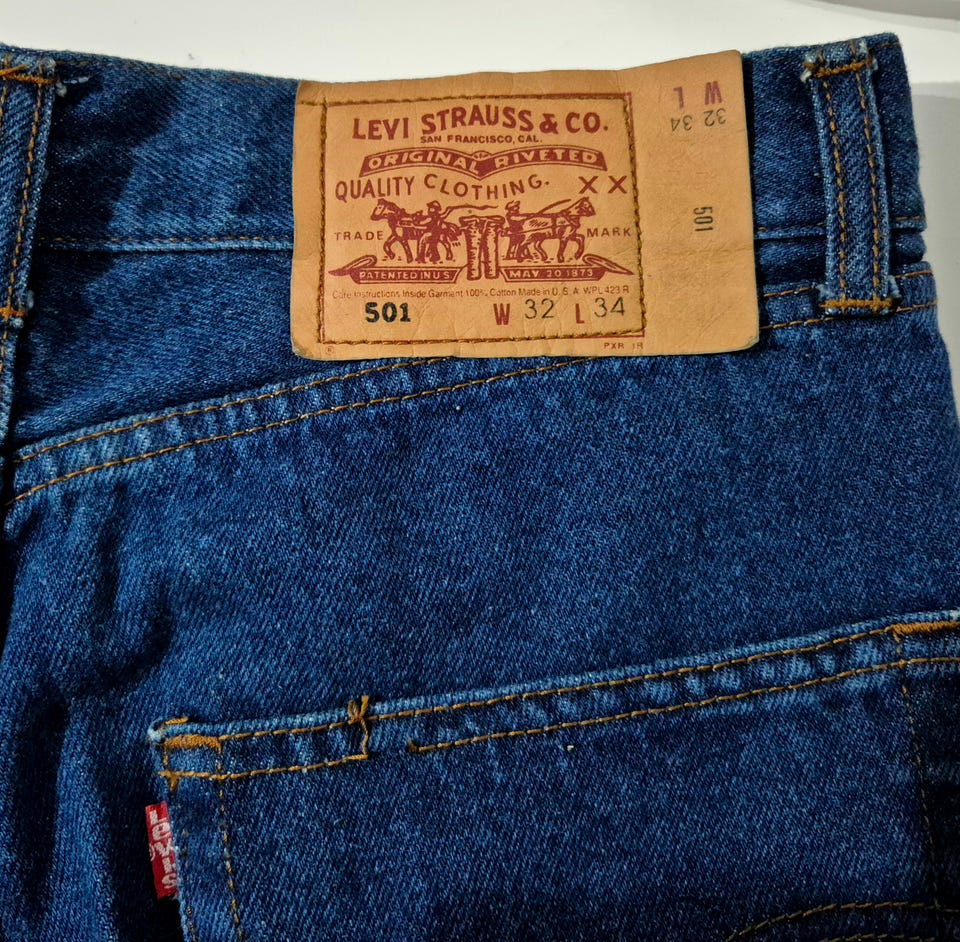 LEVI STRAUSS & CO.
SAN FRANCISCO, CAL.
ORIGINAL RIVETED
QUALITY CLOTHING. XX
TRADE MARK
PATENTED IN U S MAY 20 1873
Care Instructions Inside Garment 100% Cotton Made in U.S.A. WPL 423 R
501 W 32 L 34
PXR
W 32
L 34
501
Levi's